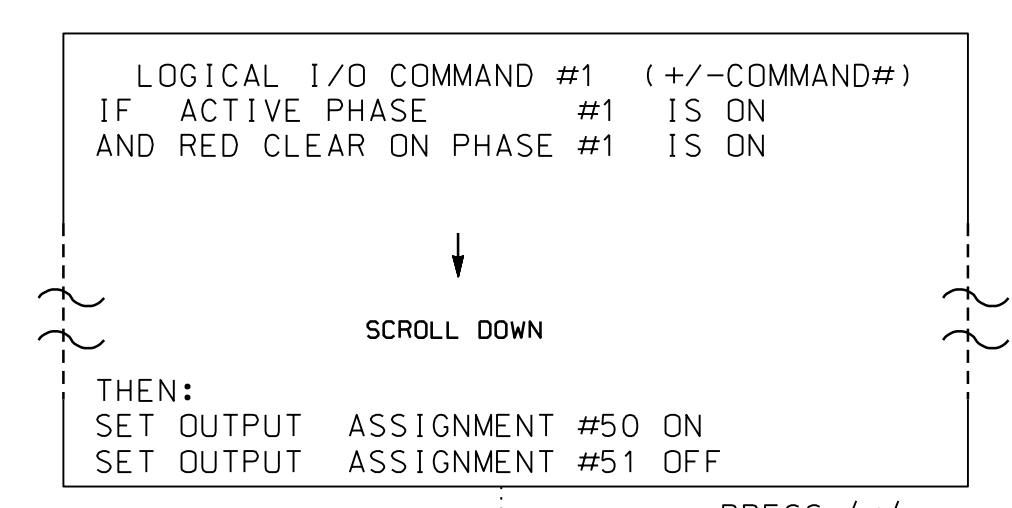 LOGICAL I/O COMMAND #1 (+/-COMMAND#)
IF ACTIVE PHASE #1 IS ON
AND RED CLEAR ON PHASE #1 IS ON
SCROLL DOWN
THEN:
SET OUTPUT ASSIGNMENT #50 ON
SET OUTPUT ASSIGNMENT #51 OFF